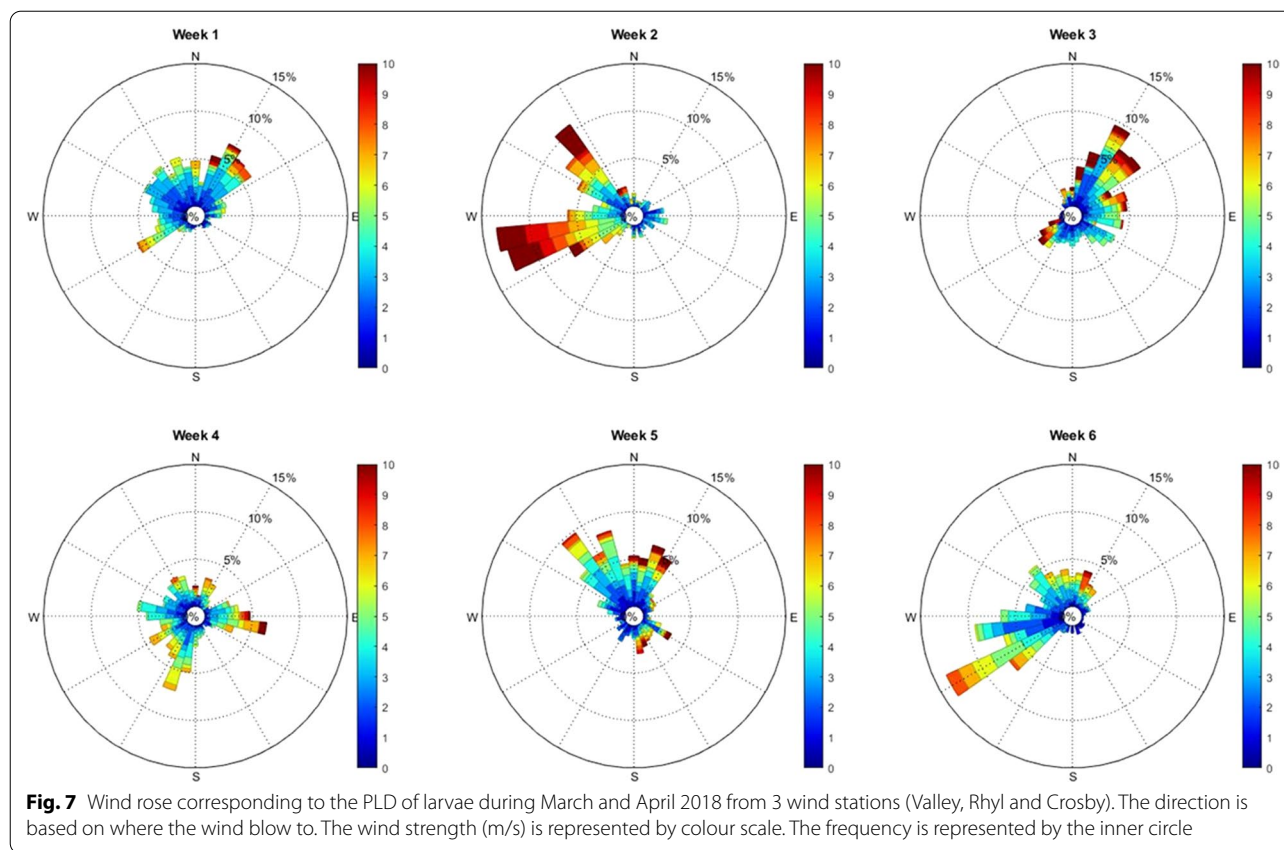 Week 1
N
15%
10%
5%
%
W
E
S
10
9
8
7
6
5
4
3
2
1
0
Week 2
N
15%
10%
5%
%
W
E
S
10
9
8
7
6
5
4
3
2
1
0
Week 3
N
15%
10%
5%
%
W
E
S
10
9
8
7
6
5
4
3
2
1
0
Week 4
N
15%
10%
5%
%
W
E
S
10
9
8
7
6
5
4
3
2
1
0
Week 5
N
15%
10%
5%
%
W
E
S
10
9
8
7
6
5
4
3
2
1
0
Week 6
N
15%
10%
5%
%
W
E
S
10
9
8
7
6
5
4
3
2
1
0
Fig. 7 Wind rose corresponding to the PLD of larvae during March and April 2018 from 3 wind stations (Valley, Rhyl and Crosby). The direction is
based on where the wind blow to. The wind strength (m/s) is represented by colour scale. The frequency is represented by the inner circle